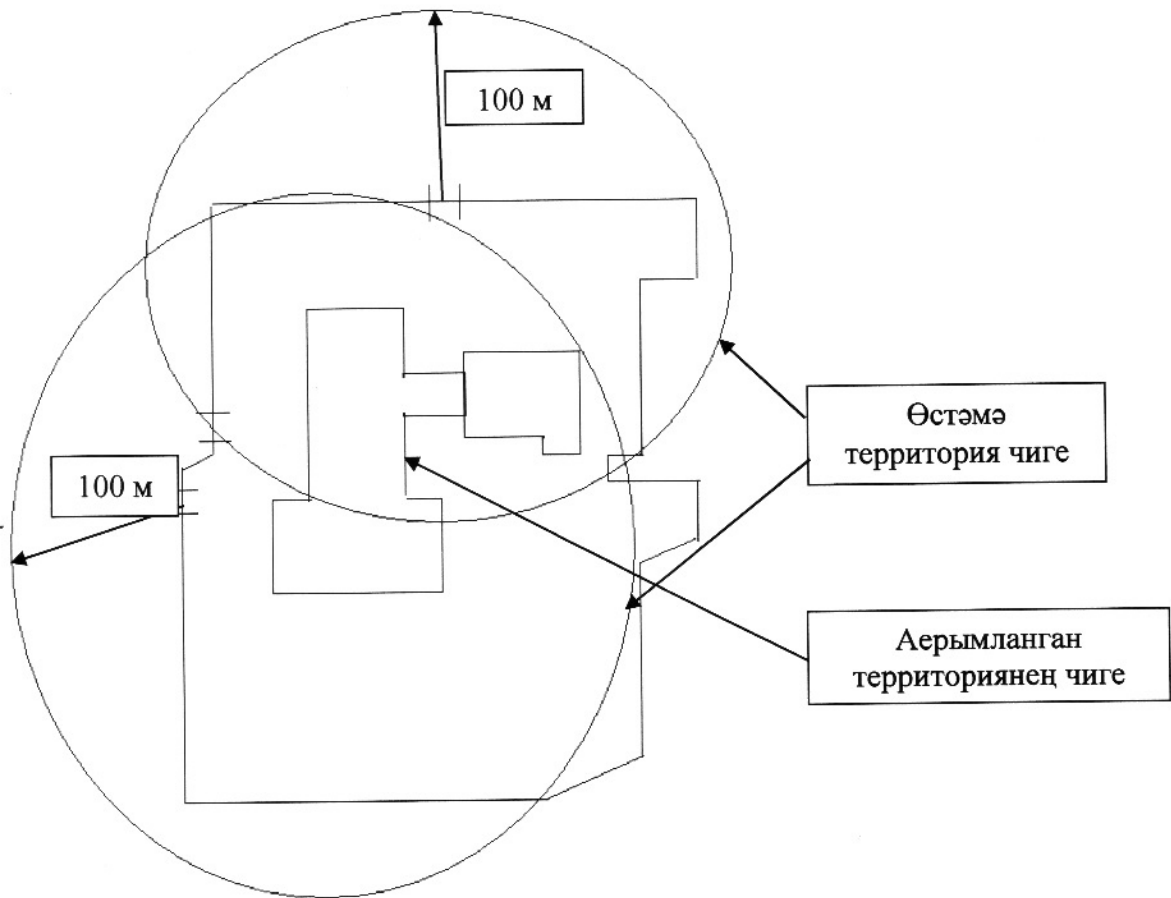 100 м
Өстәмә
территория чиге
100 м
Аерымланган
территориянең чиге